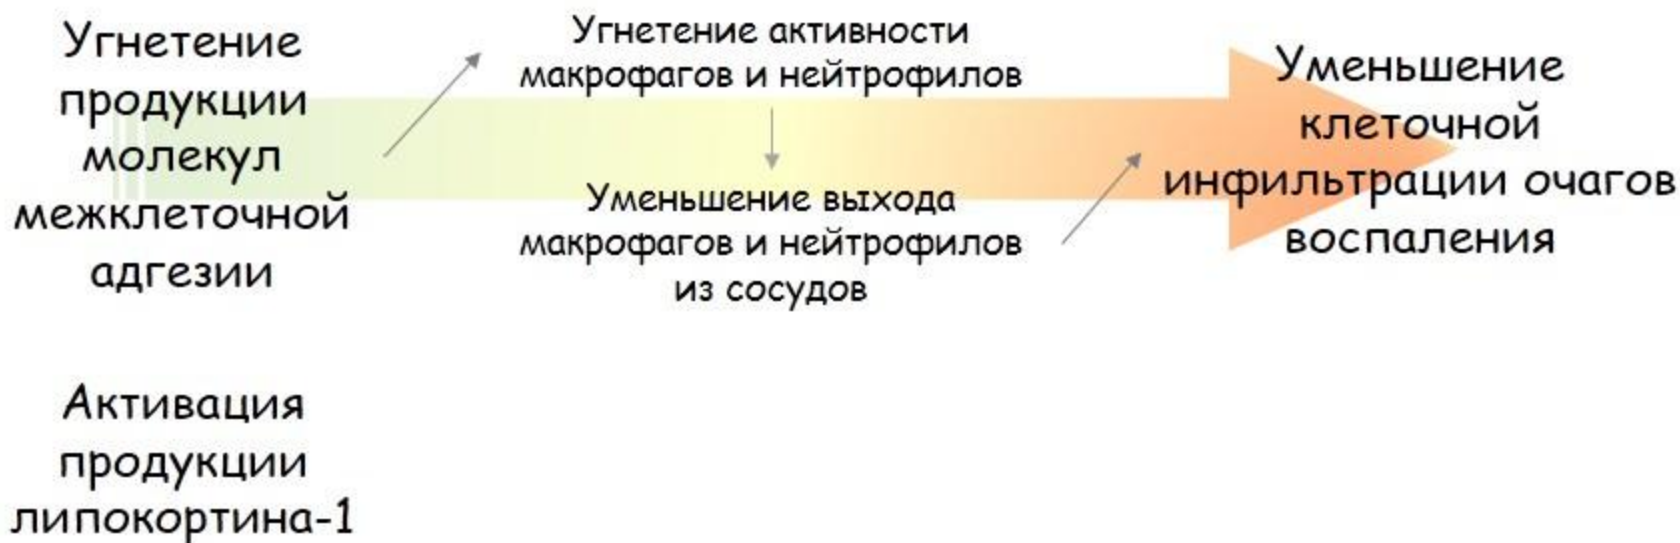 Угнетение
продукции
молекул
межклеточной
адгезии
Угнетение активности
макрофагов и нейтрофилов
Уменьшение выхода
макрофагов и нейтрофилов
из сосудов
Уменьшение
клеточной
инфильтрации очагов
воспаления
Активация
продукции
липокортина-1